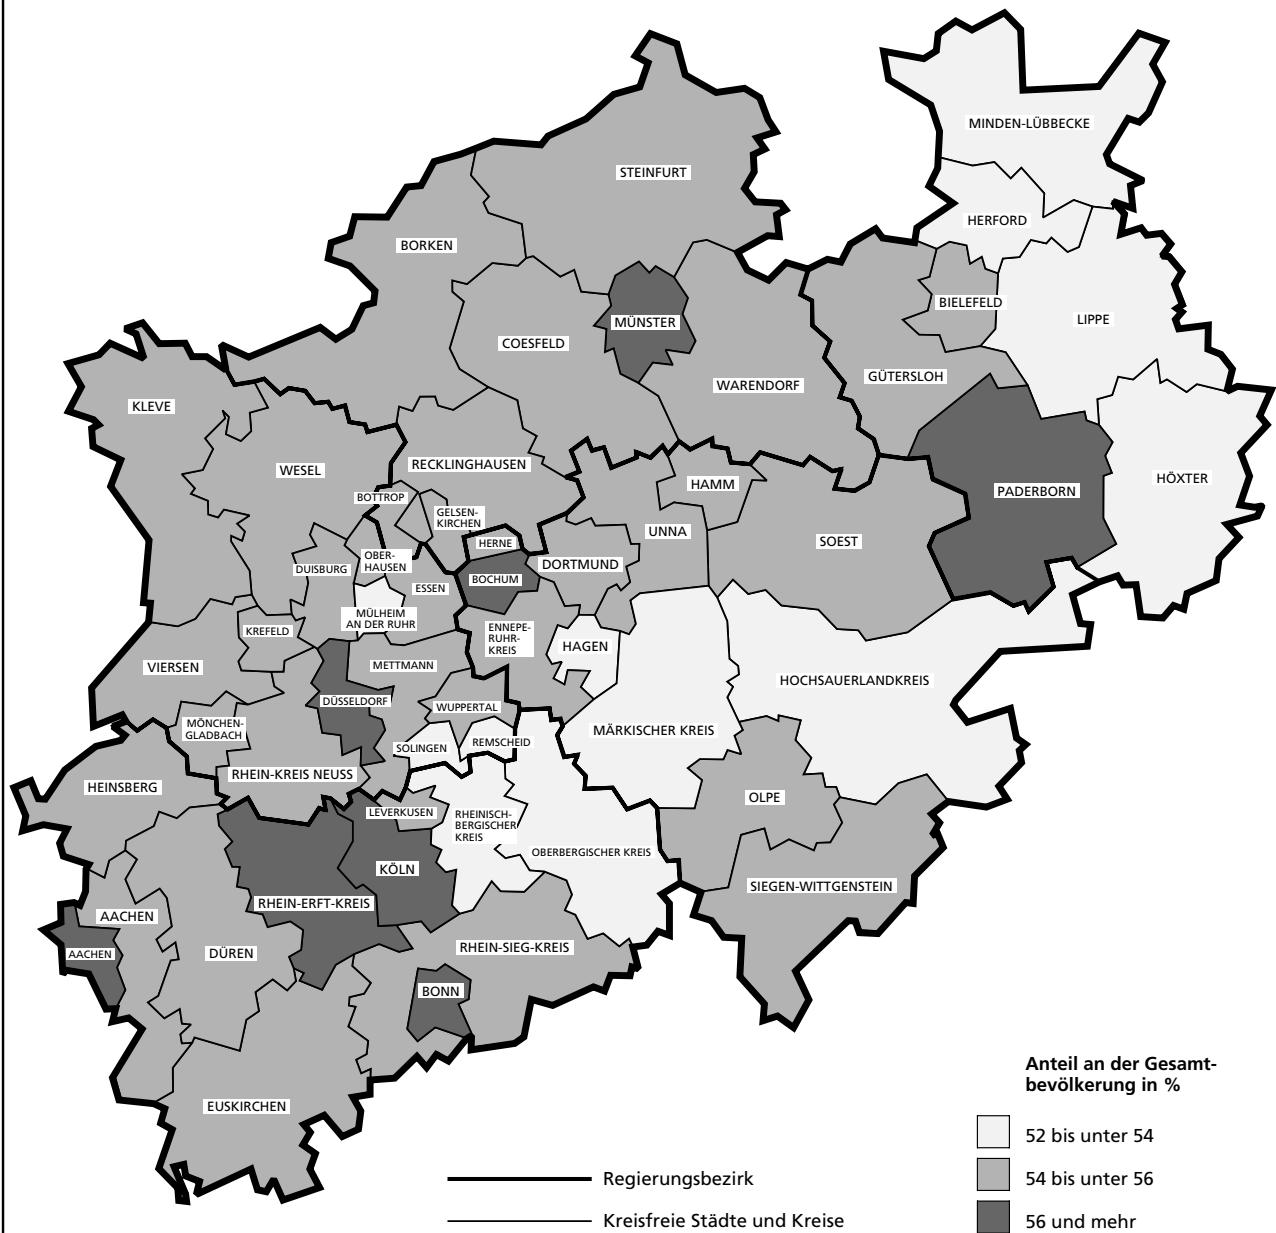 MINDEN-LÜBBECKE
STEINFURT
HERFORD
BORKEN
BIELEFELD
LIPPE
MÜNSTER
COESFELD
GÜTERSLOH
WARENDORF
KLEVE
RECKLINGHAUSEN
WESEL
HÖXTER
HAMM
PADERBORN
BOTTROP
GELSEN-
KIRCHEN
UNNA
SOEST
HERNE
OBER-
HAUSEN
DORTMUND
DUISBURG
BOCHUM
ESSEN
MÜLHEIM
AN DER RUHR
KREFELD
ENNEPE-
RUHR-
KREIS
HAGEN
VIERSEN
METTMANN
HOCHSAUERLANDKREIS
DÜSSELDORF
WUPPERTAL
MÖNCHEN-
GLADBACH
MÄRKISCHER KREIS
SOLINGEN
REMSCHEID
RHEIN-KREIS NEUSS
HEINSBERG
OLPE
LEVERKUSEN
RHEINISCH-
BERGISCHER
KREIS
OBERBERGISCHER KREIS
KÖLN
SIEGEN-WITTGENSTEIN
RHEIN-ERFT-KREIS
AACHEN
RHEIN-SIEG-KREIS
AACHEN
DÜREN
BONN
EUSKIRCHEN
Anteil an der Gesamt-
bevölkerung in %
52 bis unter 54
54 bis unter 56
56 und mehr
Regierungsbezirk
Kreisfreie Städte und Kreise